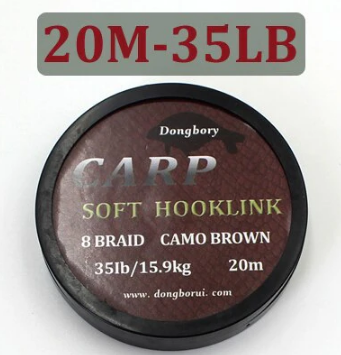 20M-35LB
Dongbory
CARP
SOFT HOOKLINK
8 BRAID CAMO BROWN
35lb/15.9kg 20m
www. dongborui. com